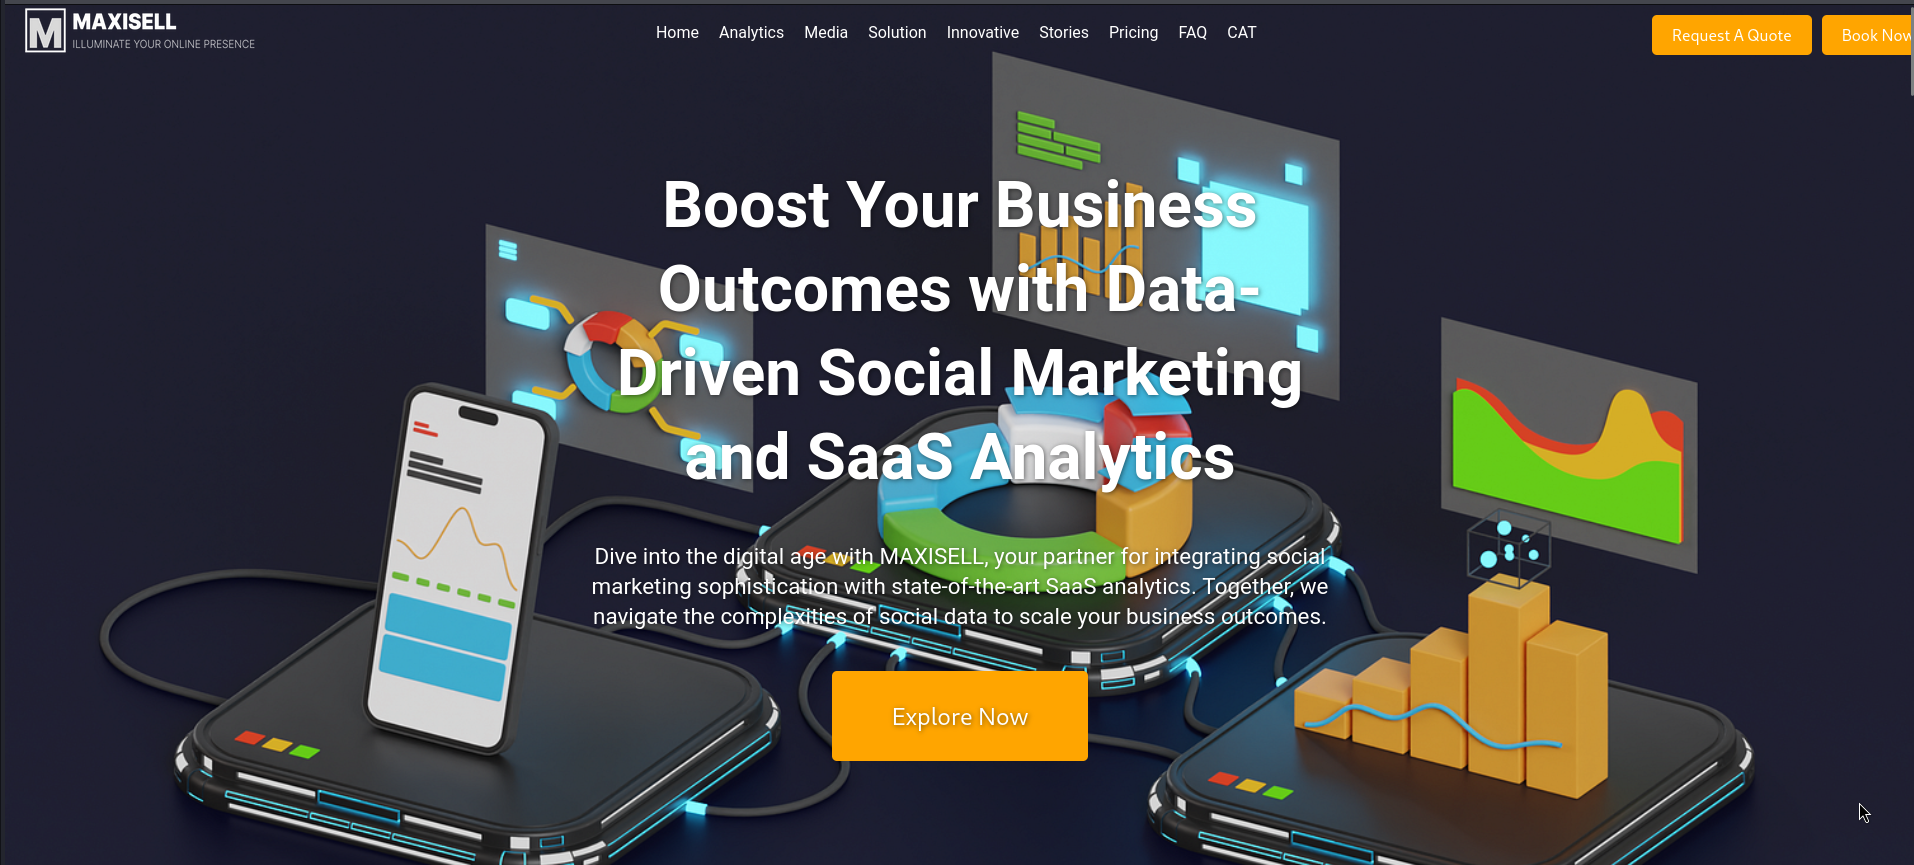 MAXISELL
ILLUMINATE YOUR ONLINE PRESENCE
Home Analytics Media Solution Innovative Stories Pricing FAQ CAT
Request A Quote
Book Now
Boost Your Business
Outcomes with Data-
Driven Social Marketing
and SaaS Analytics
Dive into the digital age with MAXISELL, your partner for integrating social
marketing sophistication with state-of-the-art SaaS analytics. Together, we
navigate the complexities of social data to scale your business outcomes.
Explore Now